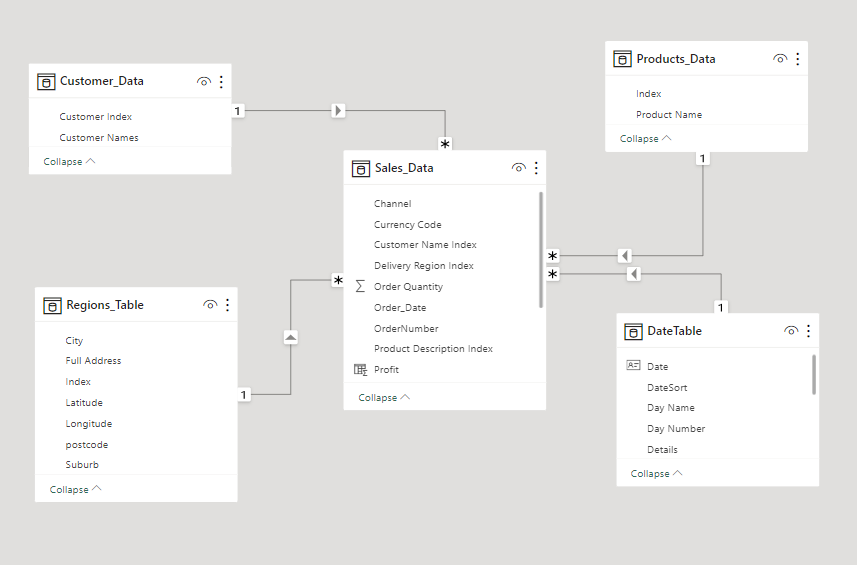 Customer_Data
Customer Index
Customer Names
Collapse
1
*
Products_Data
Index
Product Name
Collapse
1
*
Sales_Data
Channel
Currency Code
Customer Name Index
Delivery Region Index
Order Quantity
Order_Date
OrderNumber
Product Description Index
Profit
Collapse
Regions_Table
City
Full Address
Index
Latitude
Longitude
postcode
Suburb
Collapse
1
*
DateTable
Date
DateSort
Day Name
Day Number
Details
Collapse
1
*